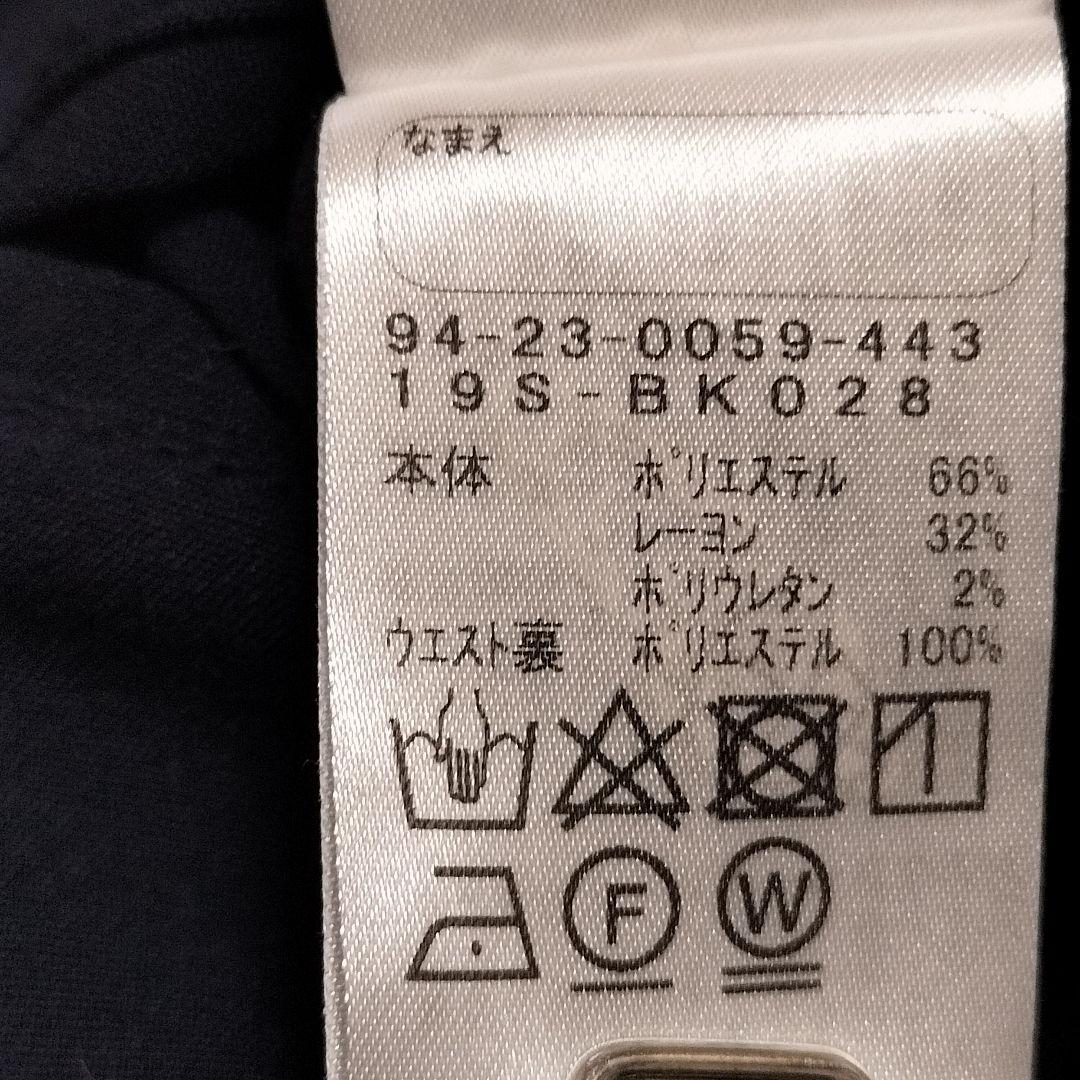 なまえ
94-23-0059-443
19S-BK028
本体 ポリエステル 66%
レーヨン 32%
ポリウレタン 2%
ウエスト裏 ポリエステル 100%
F W